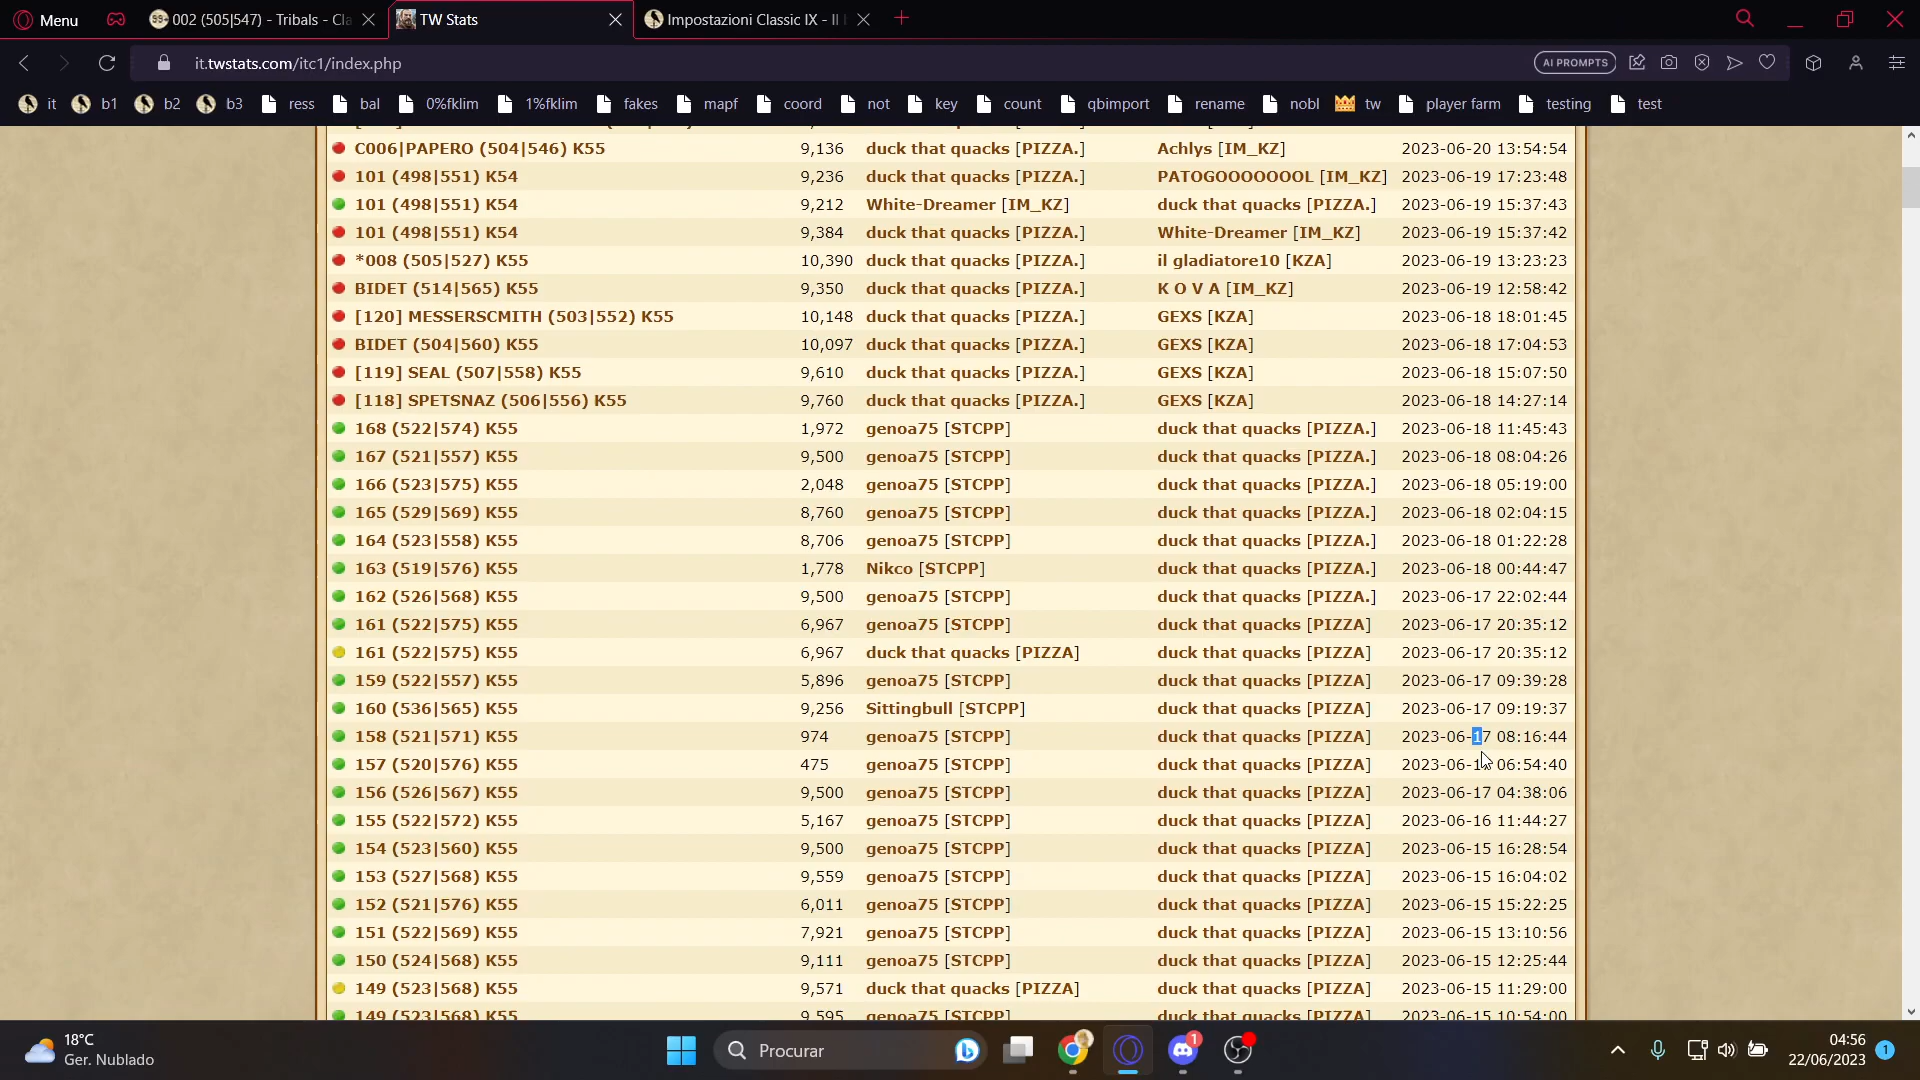 Menu
002 (505|547) - Tribals - Cla
TW Stats
Impostazioni Classic IX - Il
it.twstats.com/itc1/index.php
AI PROMPTS
it b1 b2 b3 ress bal 0%fklim 1%fklim fakes mapf coord not key count qbimport rename nobl tw player farm testing test
C006|PAPERO (504|546) K55 9,136 duck that quacks [PIZZA.] Achlys [IM_KZ] 2023-06-20 13:54:54
101 (498|551) K54 9,236 duck that quacks [PIZZA.] PATOGOOOOOOOL [IM_KZ] 2023-06-19 17:23:48
101 (498|551) K54 9,212 White-Dreamer [IM_KZ] duck that quacks [PIZZA.] 2023-06-19 15:37:43
101 (498|551) K54 9,384 duck that quacks [PIZZA.] White-Dreamer [IM_KZ] 2023-06-19 15:37:42
*008 (505|527) K55 10,390 duck that quacks [PIZZA.] il gladiatore10 [KZA] 2023-06-19 13:23:23
BIDET (514|565) K55 9,350 duck that quacks [PIZZA.] K O V A [IM_KZ] 2023-06-19 12:58:42
[120] MESSERSCMITH (503|552) K55 10,148 duck that quacks [PIZZA.] GEXS [KZA] 2023-06-18 18:01:45
BIDET (504|560) K55 10,097 duck that quacks [PIZZA.] GEXS [KZA] 2023-06-18 17:04:53
[119] SEAL (507|558) K55 9,610 duck that quacks [PIZZA.] GEXS [KZA] 2023-06-18 15:07:50
[118] SPETSNAZ (506|556) K55 9,760 duck that quacks [PIZZA.] GEXS [KZA] 2023-06-18 14:27:14
168 (522|574) K55 1,972 genoa75 [STCPP] duck that quacks [PIZZA.] 2023-06-18 11:45:43
167 (521|557) K55 9,500 genoa75 [STCPP] duck that quacks [PIZZA.] 2023-06-18 08:04:26
166 (523|575) K55 2,048 genoa75 [STCPP] duck that quacks [PIZZA.] 2023-06-18 05:19:00
165 (529|569) K55 8,760 genoa75 [STCPP] duck that quacks [PIZZA.] 2023-06-18 02:04:15
164 (523|558) K55 8,706 genoa75 [STCPP] duck that quacks [PIZZA.] 2023-06-18 01:22:28
163 (519|576) K55 1,778 Nikco [STCPP] duck that quacks [PIZZA.] 2023-06-18 00:44:47
162 (526|568) K55 9,500 genoa75 [STCPP] duck that quacks [PIZZA.] 2023-06-17 22:02:44
161 (522|575) K55 6,967 genoa75 [STCPP] duck that quacks [PIZZA] 2023-06-17 20:35:12
161 (522|575) K55 6,967 duck that quacks [PIZZA] duck that quacks [PIZZA] 2023-06-17 20:35:12
159 (522|557) K55 5,896 genoa75 [STCPP] duck that quacks [PIZZA] 2023-06-17 09:39:28
160 (536|565) K55 9,256 Sittingbull [STCPP] duck that quacks [PIZZA] 2023-06-17 09:19:37
158 (521|571) K55 974 genoa75 [STCPP] duck that quacks [PIZZA] 2023-06-17 08:16:44
157 (520|576) K55 475 genoa75 [STCPP] duck that quacks [PIZZA] 06:54:40
156 (526|567) K55 9,500 genoa75 [STCPP] duck that quacks [PIZZA] 2023-06-17 04:38:06
155 (522|572) K55 5,167 genoa75 [STCPP] duck that quacks [PIZZA] 2023-06-16 11:44:27
154 (523|560) K55 9,500 genoa75 [STCPP] duck that quacks [PIZZA] 2023-06-15 16:28:54
153 (527|568) K55 9,559 genoa75 [STCPP] duck that quacks [PIZZA] 2023-06-15 16:04:02
152 (521|576) K55 6,011 genoa75 [STCPP] duck that quacks [PIZZA] 2023-06-15 15:22:25
151 (522|569) K55 7,921 genoa75 [STCPP] duck that quacks [PIZZA] 2023-06-15 13:10:56
150 (524|568) K55 9,111 genoa75 [STCPP] duck that quacks [PIZZA] 2023-06-15 12:25:44
149 (523|568) K55 9,571 duck that quacks [PIZZA] duck that quacks [PIZZA] 2023-06-15 11:29:00
149 (523|568) K55 9,595 genoa75 [STCPP] duck that quacks [PIZZA] 2023-06-15 10:54:00
18°C
Ger. Nublado
Procurar
1
04:56
22/06/2023
1